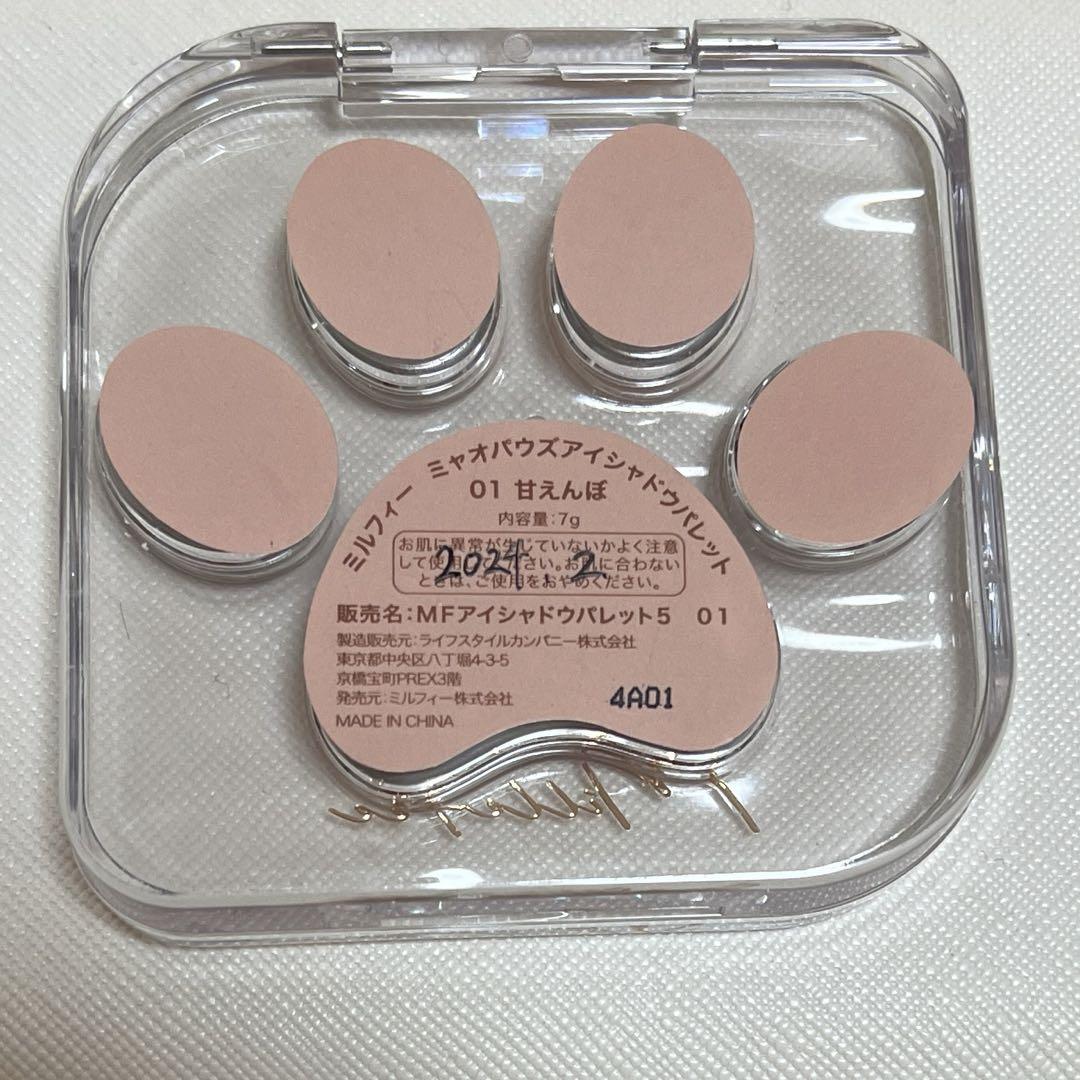 ミルフィー ミャオパウズアイシャドウパレット
01 甘えんぼ
内容量:7g
お肌に異常が生じていないかよく注意
して使用してください。お肌に合わない
ときは、ご使用をおやめください。
2024.2
販売名:MFアイシャドウパレット5 01
製造販売元:ライフスタイルカンパニー株式会社
東京都中央区八丁堀4-3-5
京橋宝町PREX3階
発売元:ミルフィー株式会社
4A01
MADE IN CHINA